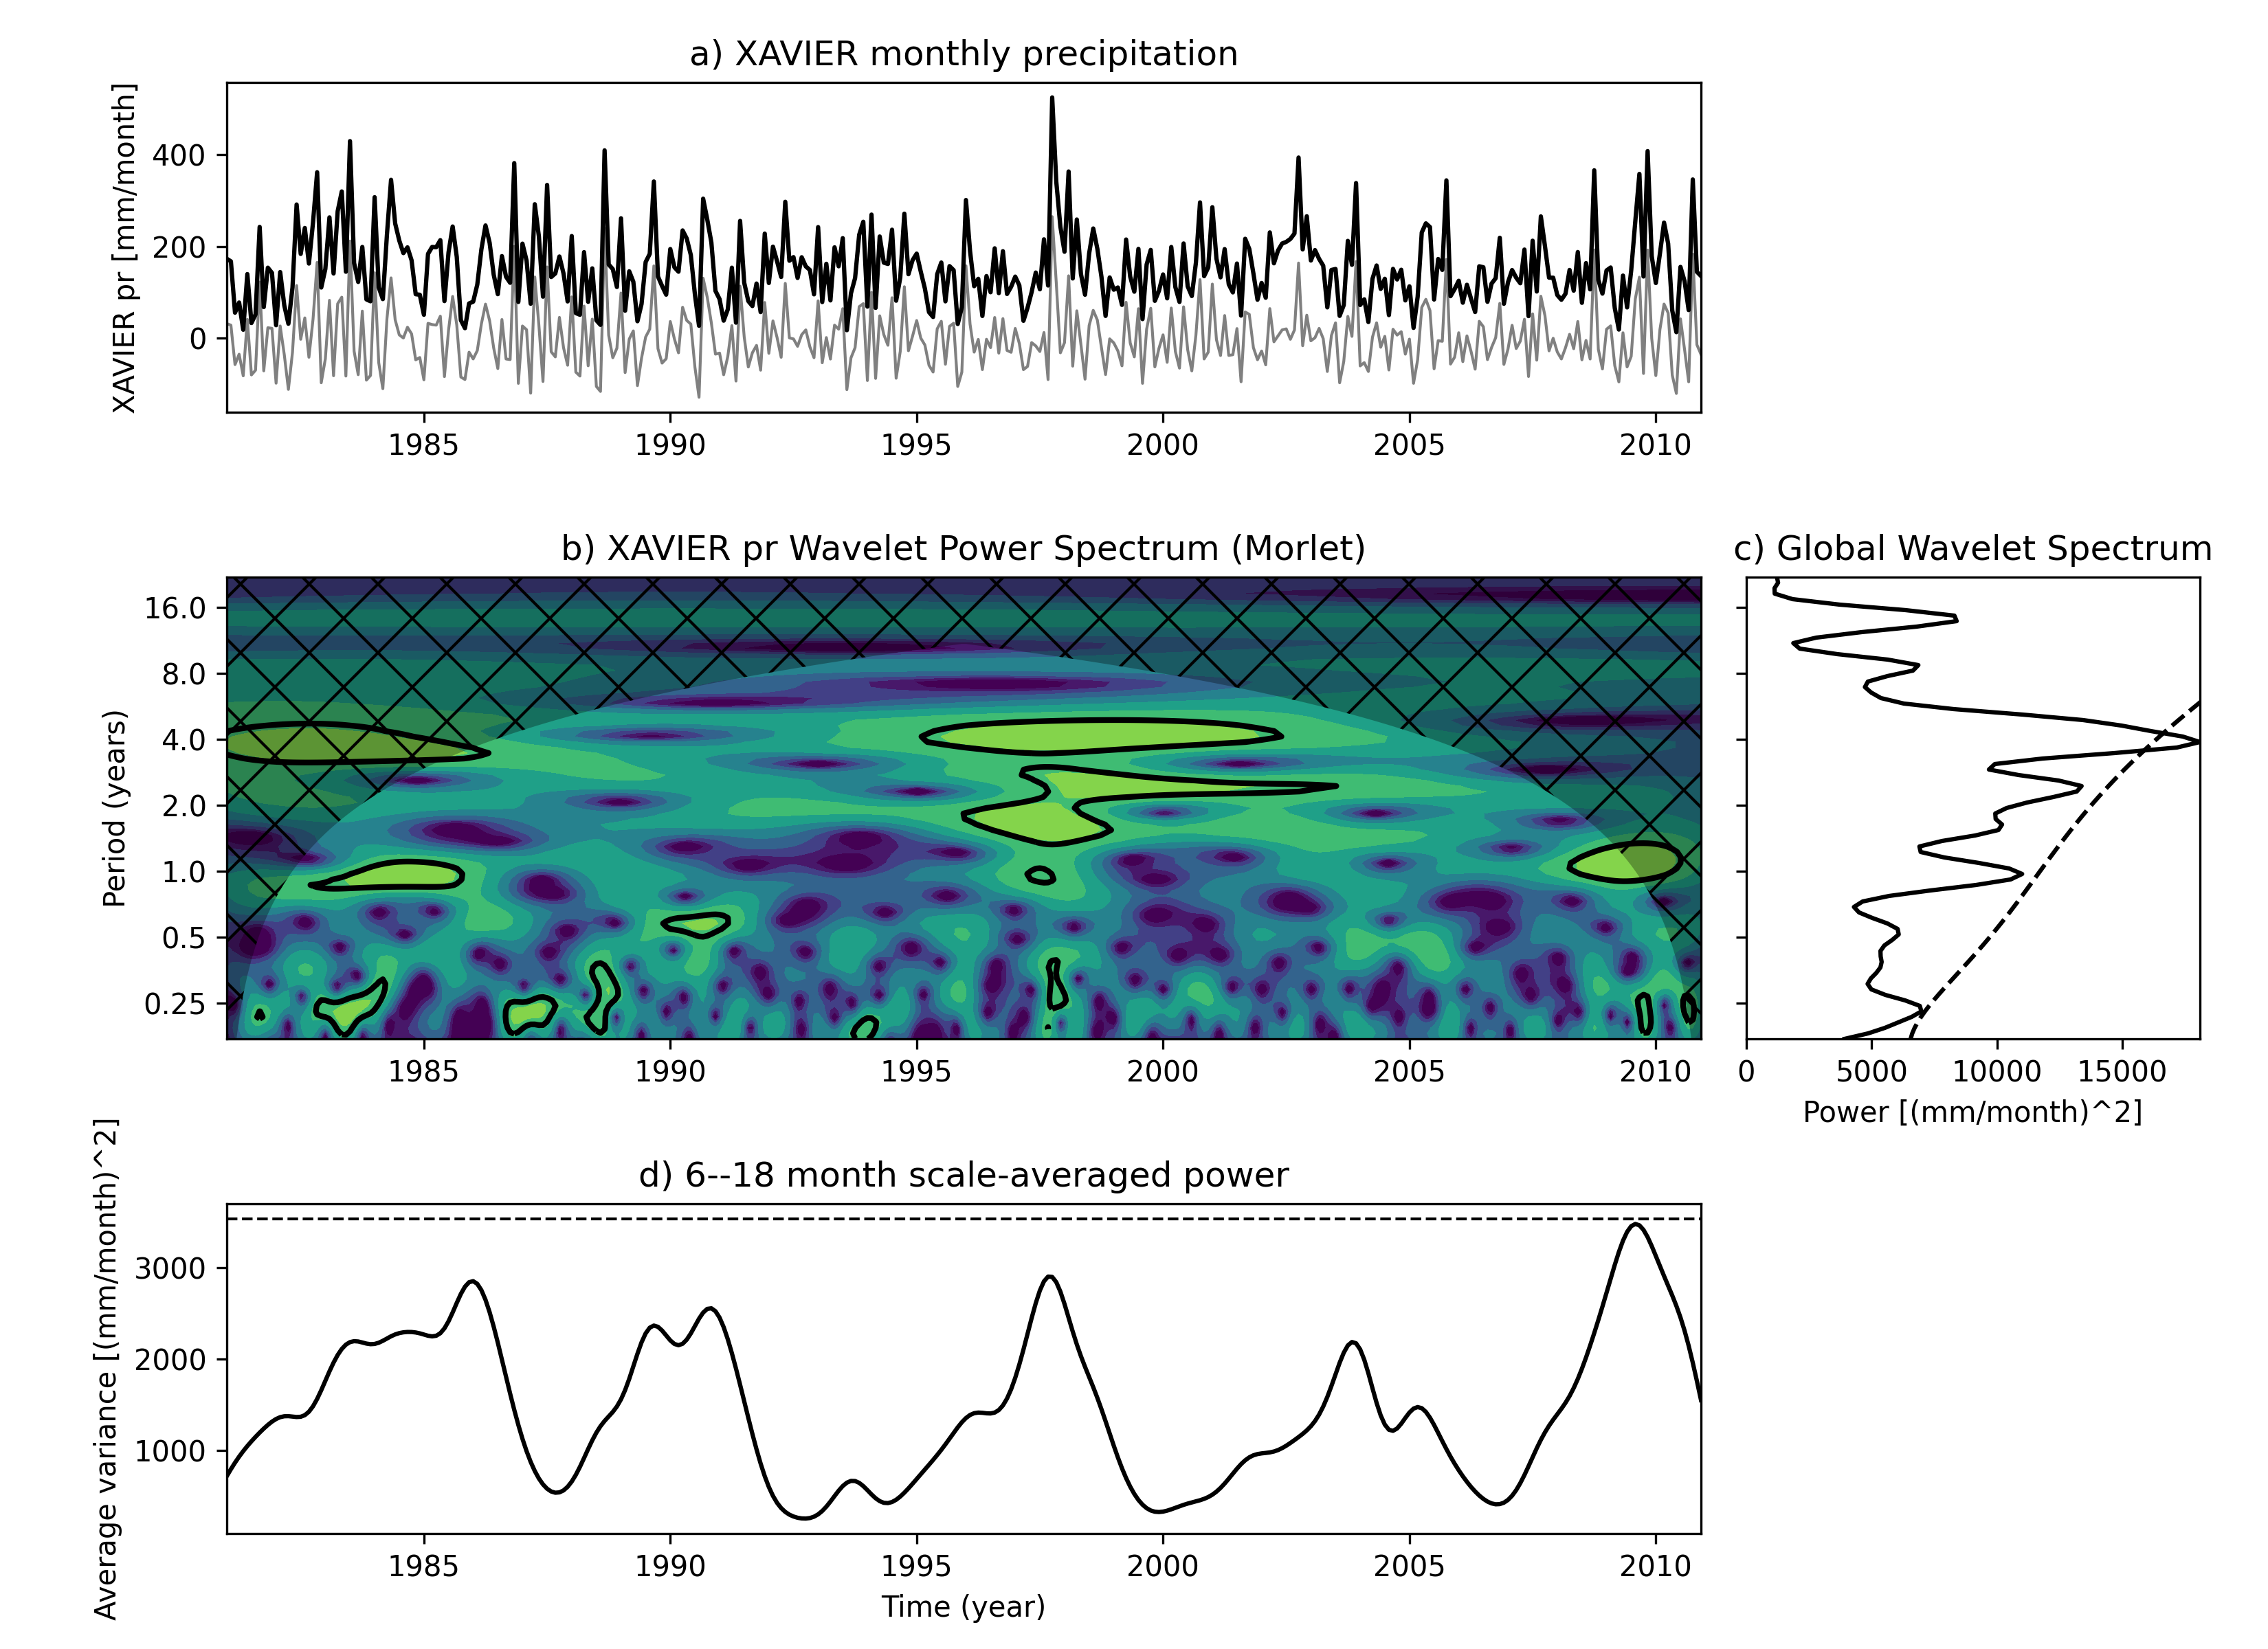 a) XAVIER monthly precipitation
XAVIER pr [mm/month]
400
200
0
1985 1990 1995 2000 2005 2010
b) XAVIER pr Wavelet Power Spectrum (Morlet)
Period (years)
16.0
8.0
4.0
2.0
1.0
0.5
0.25
1985 1990 1995 2000 2005 2010
c) Global Wavelet Spectrum
0 5000 10000 15000
Power [(mm/month)^2]
d) 6--18 month scale-averaged power
Average variance [(mm/month)^2]
3000
2000
1000
1985 1990 1995 2000 2005 2010
Time (year)